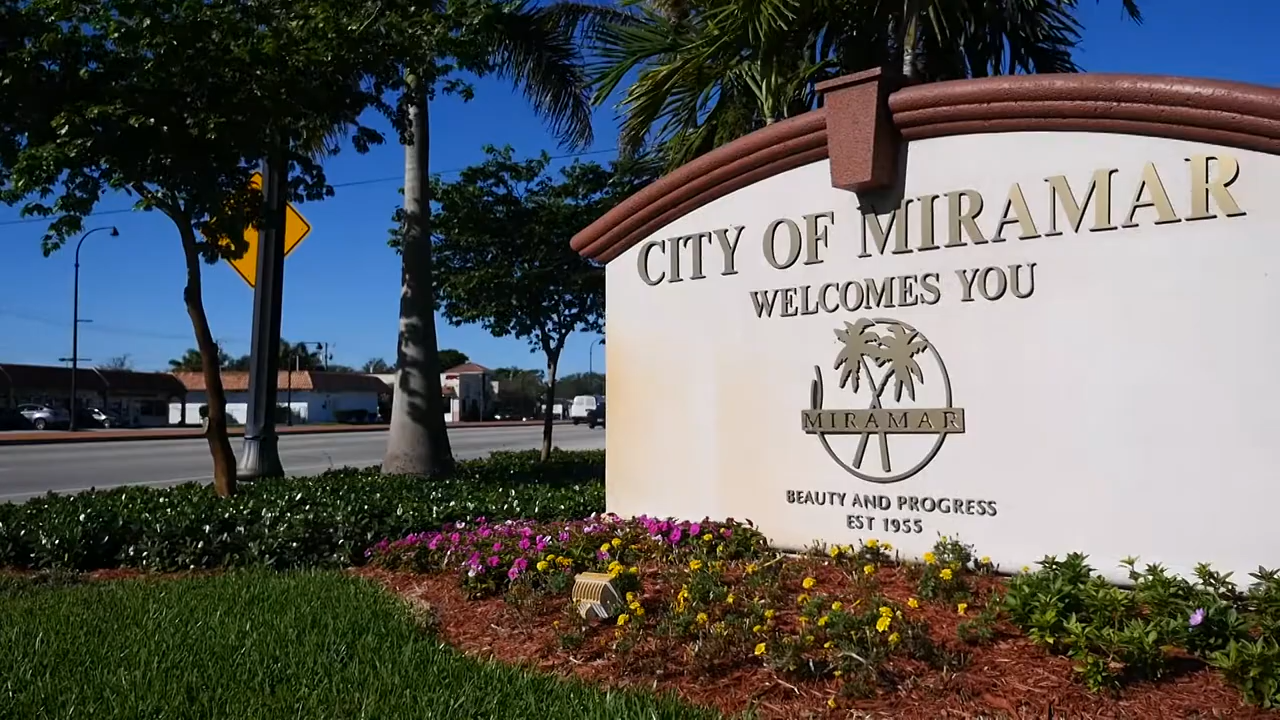 CITY OF MIRAMAR
WELCOMES YOU
MIRAMAR
BEAUTY AND PROGRESS
EST 1955